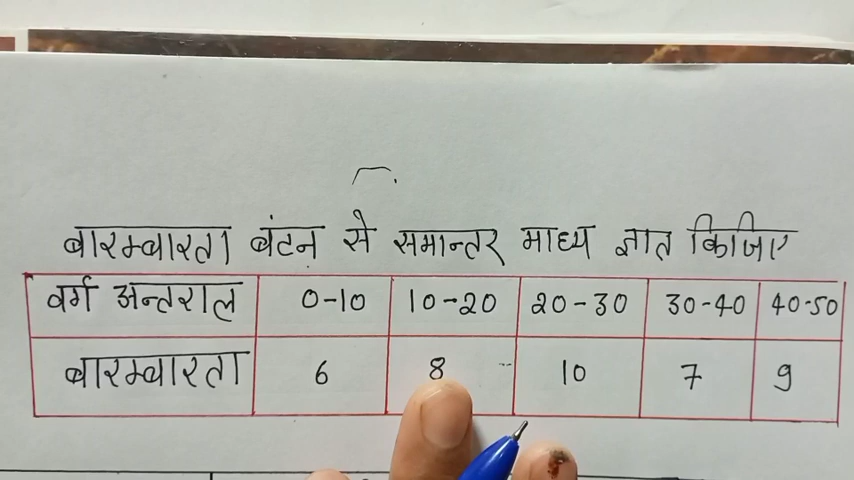 बारम्बारता बंटन से समान्तर माध्य ज्ञात किजिए
वर्ग अन्तराल 0-10 10-20 20-30 30-40 40-50
बारम्बारता 6 8 10 7 9